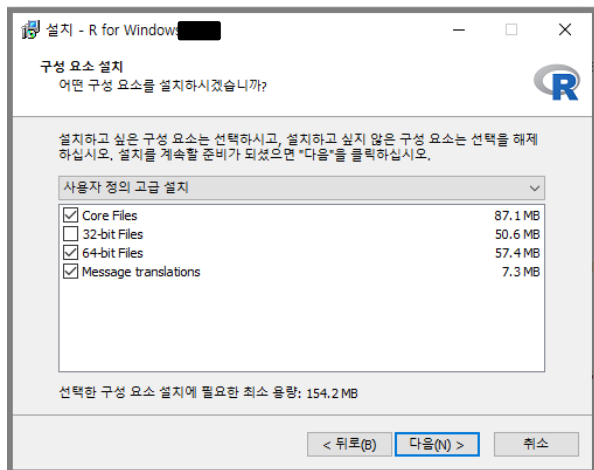 설치 - R for Windows
구성 요소 설치
어떤 구성 요소를 설치하시겠습니까?
R
설치하고 싶은 구성 요소는 선택하시고, 설치하고 싶지 않은 구성 요소는 선택을 해제
하십시오. 설치를 계속할 준비가 되셨으면 "다음"을 클릭하십시오.
사용자 정의 고급 설치
Core Files 87.1 MB
32-bit Files 50.6 MB
64-bit Files 57.4 MB
Message translations 7.3 MB
선택한 구성 요소 설치에 필요한 최소 용량: 154.2 MB
< 뒤로(B) 다음(N) > 취소